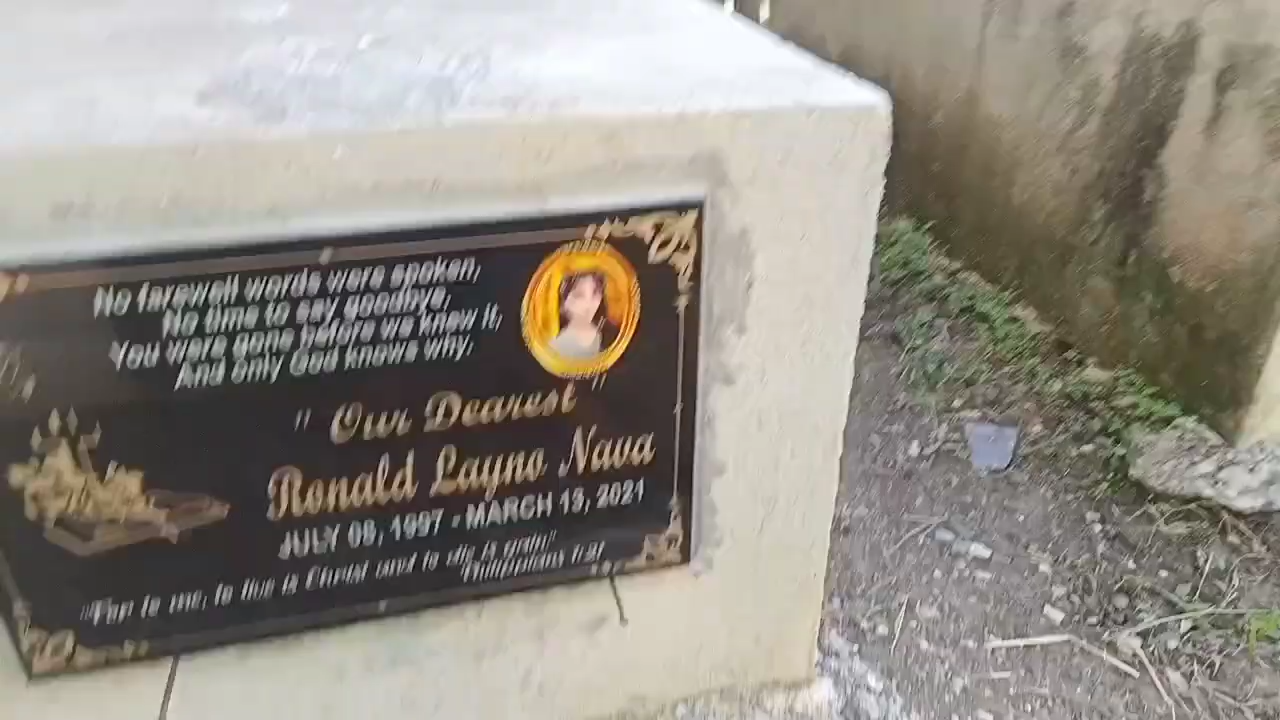 No farewell words were spoken,
No time to say goodbye,
You were gone before we knew it,
And only God knows why.
" Our Dearest "
Ronald Layno Nava
JULY 09, 1997 - MARCH 13, 2021
"For to me, to live is Christ and to die is gain"
Philippians 1:21